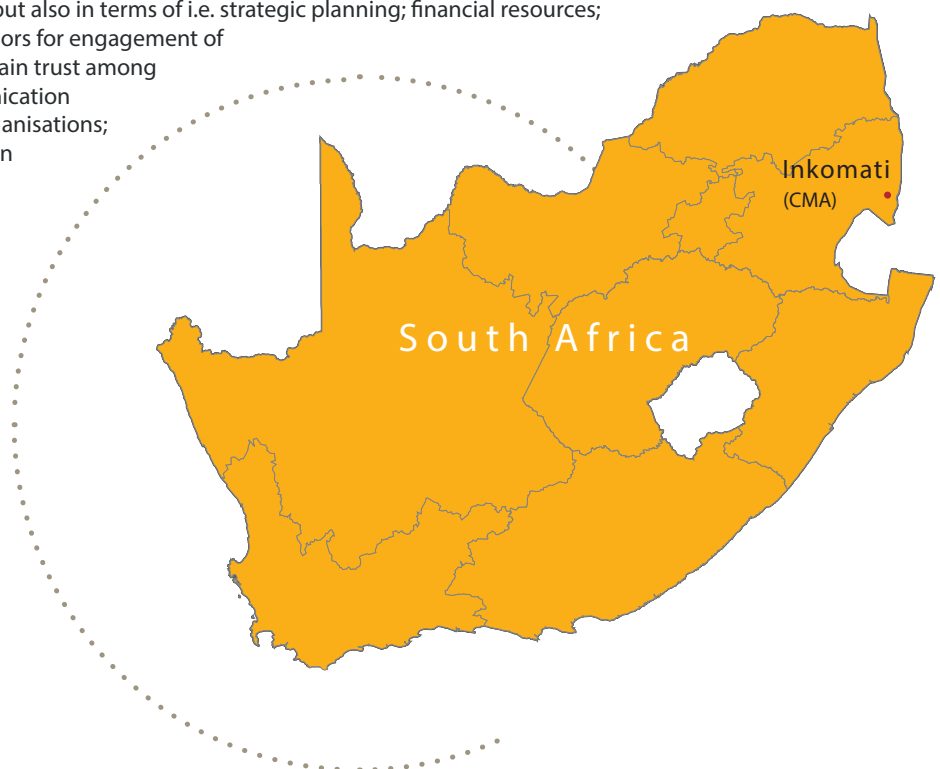 but also in terms of i.e. strategic planning; financial resources;
ors for engagement of
ain trust among
ication
anisations;
n
Inkomati
(CMA)
South Africa